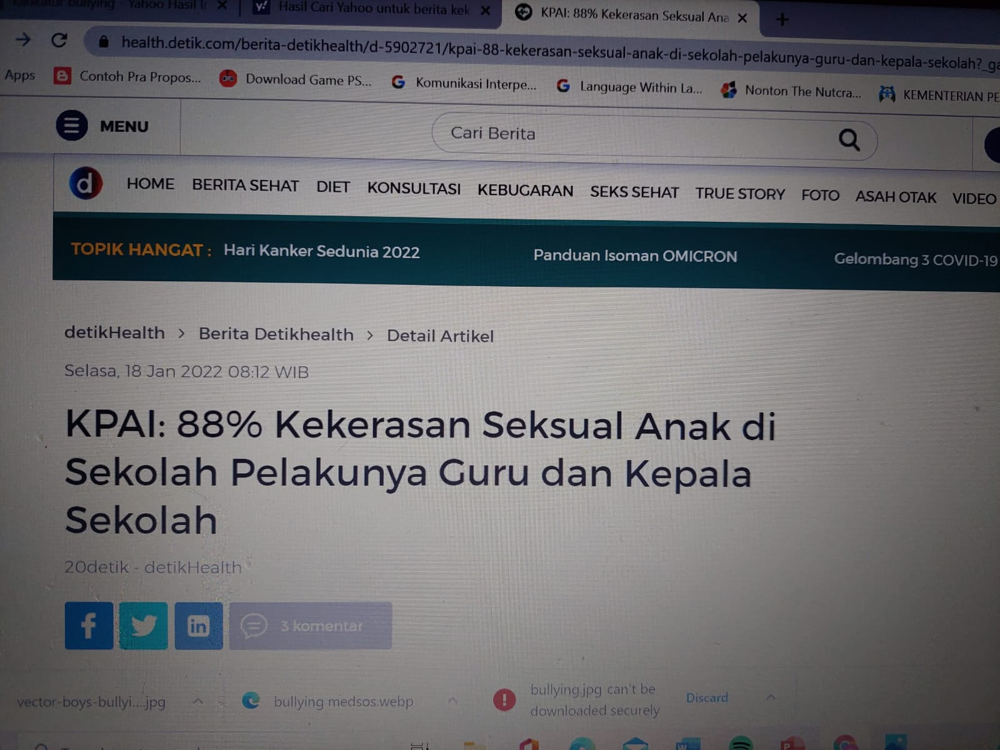 bullying - Yahoo Hasil
Hasil Cari Yahoo untuk berita kek
KPAI: 88% Kekerasan Seksual Ana
health.detik.com/berita-detikhealth/d-5902721/kpai-88-kekerasan-seksual-anak-di-sekolah-pelakunya-guru-dan-kepala-sekolah?_ga
Apps Contoh Pra Propos... Download Game PS... Komunikasi Interpe... Language Within La... Nonton The Nutcra... KEMENTERIAN PE
MENU
Cari Berita
d HOME BERITA SEHAT DIET KONSULTASI KEBUGARAN SEKS SEHAT TRUE STORY FOTO ASAH OTAK VIDEO
TOPIK HANGAT : Hari Kanker Sedunia 2022 Panduan Isoman OMICRON Gelombang 3 COVID-19
detikHealth > Berita Detikhealth > Detail Artikel
Selasa, 18 Jan 2022 08:12 WIB
KPAI: 88% Kekerasan Seksual Anak di
Sekolah Pelakunya Guru dan Kepala
Sekolah
20detik - detikHealth
3 komentar
vector-boys-bullyi....jpg
bullying medsos.webp
bullying.jpg can't be
downloaded securely
Discard